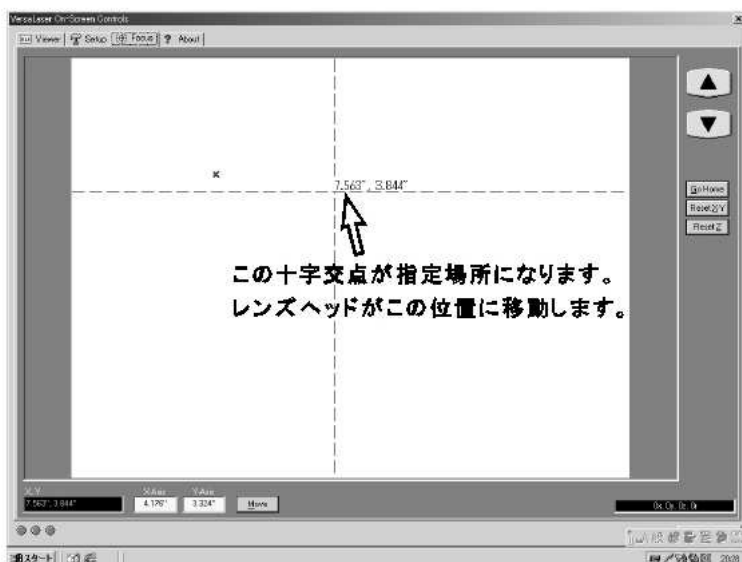 VersaLaser On-Screen Controls
Viewer Setup Focus ? About
7.563", 3.844"
Go Home
Reset X/Y
Reset Z
この十字交点が指定場所になります。
レンズヘッドがこの位置に移動します。
X,Y
X-Axis Y-Axis
7.563", 3.844" 4.176" 3.324" Move
スタート